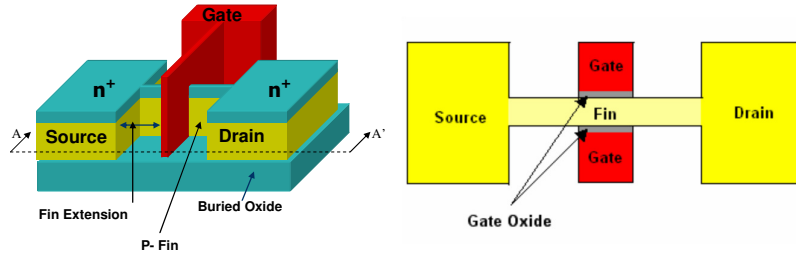 Gate
n⁺
n⁺
A
Source
Drain
A'
Fin Extension
Buried Oxide
P- Fin
Gate
Source
Fin
Drain
Gate
Gate Oxide